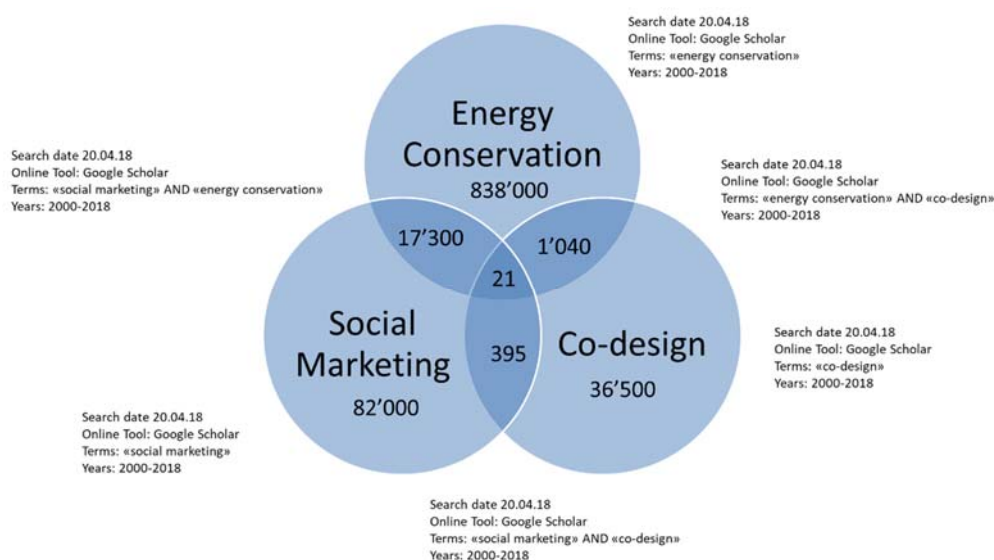 Search date 20.04.18
Online Tool: Google Scholar
Terms: «energy conservation»
Years: 2000-2018
Energy
Conservation
838’000
Search date 20.04.18
Online Tool: Google Scholar
Terms: «social marketing» AND «energy conservation»
Years: 2000-2018
Search date 20.04.18
Online Tool: Google Scholar
Terms: «energy conservation» AND «co-design»
Years: 2000-2018
17’300
1’040
21
Social
Marketing
82’000
395
Co-design
36’500
Search date 20.04.18
Online Tool: Google Scholar
Terms: «co-design»
Years: 2000-2018
Search date 20.04.18
Online Tool: Google Scholar
Terms: «social marketing»
Years: 2000-2018
Search date 20.04.18
Online Tool: Google Scholar
Terms: «social marketing» AND «co-design»
Years: 2000-2018